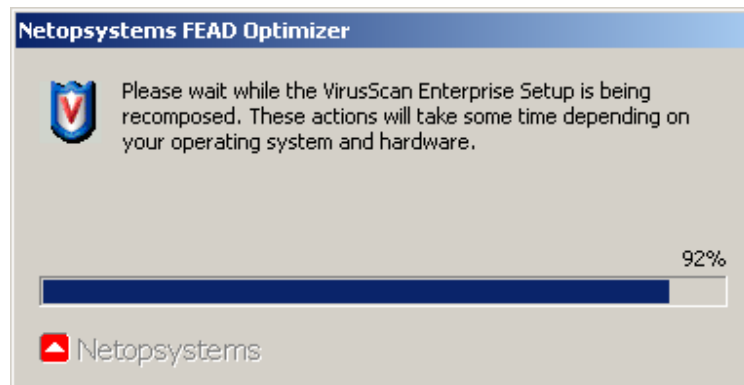 Netopsystems FEAD Optimizer
Please wait while the VirusScan Enterprise Setup is being
recomposed. These actions will take some time depending on
your operating system and hardware.
92%
Netopsystems